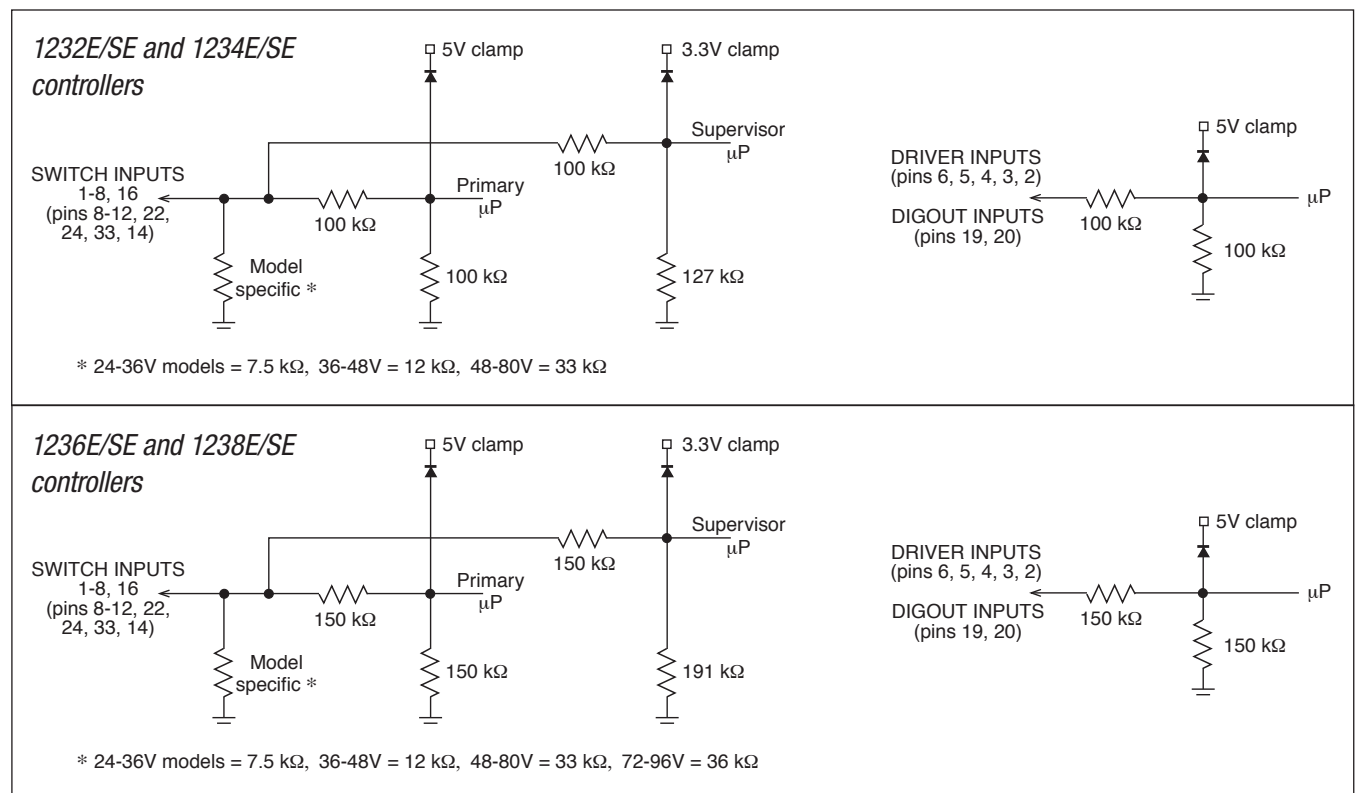 1232E/SE and 1234E/SE
controllers
5V clamp
3.3V clamp
Supervisor
μP
100 kΩ
SWITCH INPUTS
1-8, 16
(pins 8-12, 22,
24, 33, 14)
Primary
μP
100 kΩ
Model
specific *
100 kΩ
127 kΩ
5V clamp
DRIVER INPUTS
(pins 6, 5, 4, 3, 2)
DIGOUT INPUTS
(pins 19, 20)
100 kΩ
μP
100 kΩ
* 24-36V models = 7.5 kΩ, 36-48V = 12 kΩ, 48-80V = 33 kΩ
1236E/SE and 1238E/SE
controllers
5V clamp
3.3V clamp
Supervisor
μP
150 kΩ
SWITCH INPUTS
1-8, 16
(pins 8-12, 22,
24, 33, 14)
Primary
μP
150 kΩ
Model
specific *
150 kΩ
191 kΩ
5V clamp
DRIVER INPUTS
(pins 6, 5, 4, 3, 2)
DIGOUT INPUTS
(pins 19, 20)
150 kΩ
μP
150 kΩ
* 24-36V models = 7.5 kΩ, 36-48V = 12 kΩ, 48-80V = 33 kΩ, 72-96V = 36 kΩ